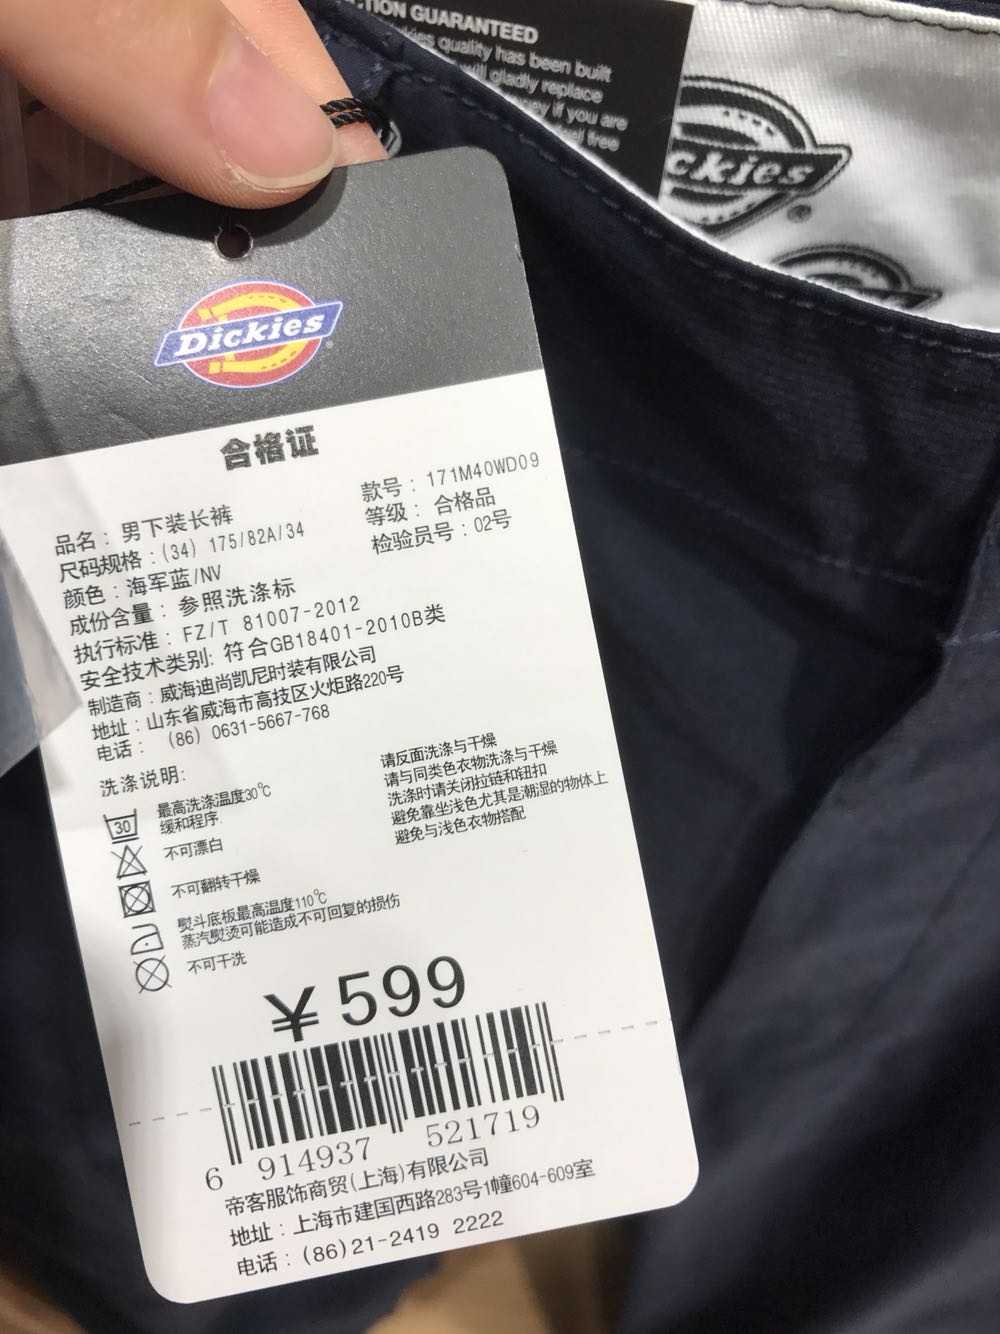 TION GUARANTEED
kies quality has been built
will gladly replace
ney if you are
feel free
ckies
®
Dickies
合格证
品名：男下装长裤
款号：171M40WD09
尺码规格：(34) 175/82A/34
等级：合格品
颜色：海军蓝/NV
检验员号：02号
成份含量：参照洗涤标
执行标准：FZ/T 81007-2012
安全技术类别: 符合GB18401-2010B类
制造商：威海迪尚凯尼时装有限公司
地址：山东省威海市高技区火炬路220号
电话： (86) 0631-5667-768
洗涤说明:
30
最高洗涤温度30℃
缓和程序.
不可漂白
不可翻转干燥
熨斗底板最高温度110℃
蒸汽熨烫可能造成不可回复的损伤
不可干洗
请反面洗涤与干燥
请与同类色衣物洗涤与干燥
洗涤时请关闭拉链和钮扣
避免靠坐浅色尤其是潮湿的物体上
避免与浅色衣物搭配
￥599
6 914937 521719
帝客服饰商贸(上海)有限公司
地址：上海市建国西路283号1幢604-609室
电话：(86)21-2419 2222